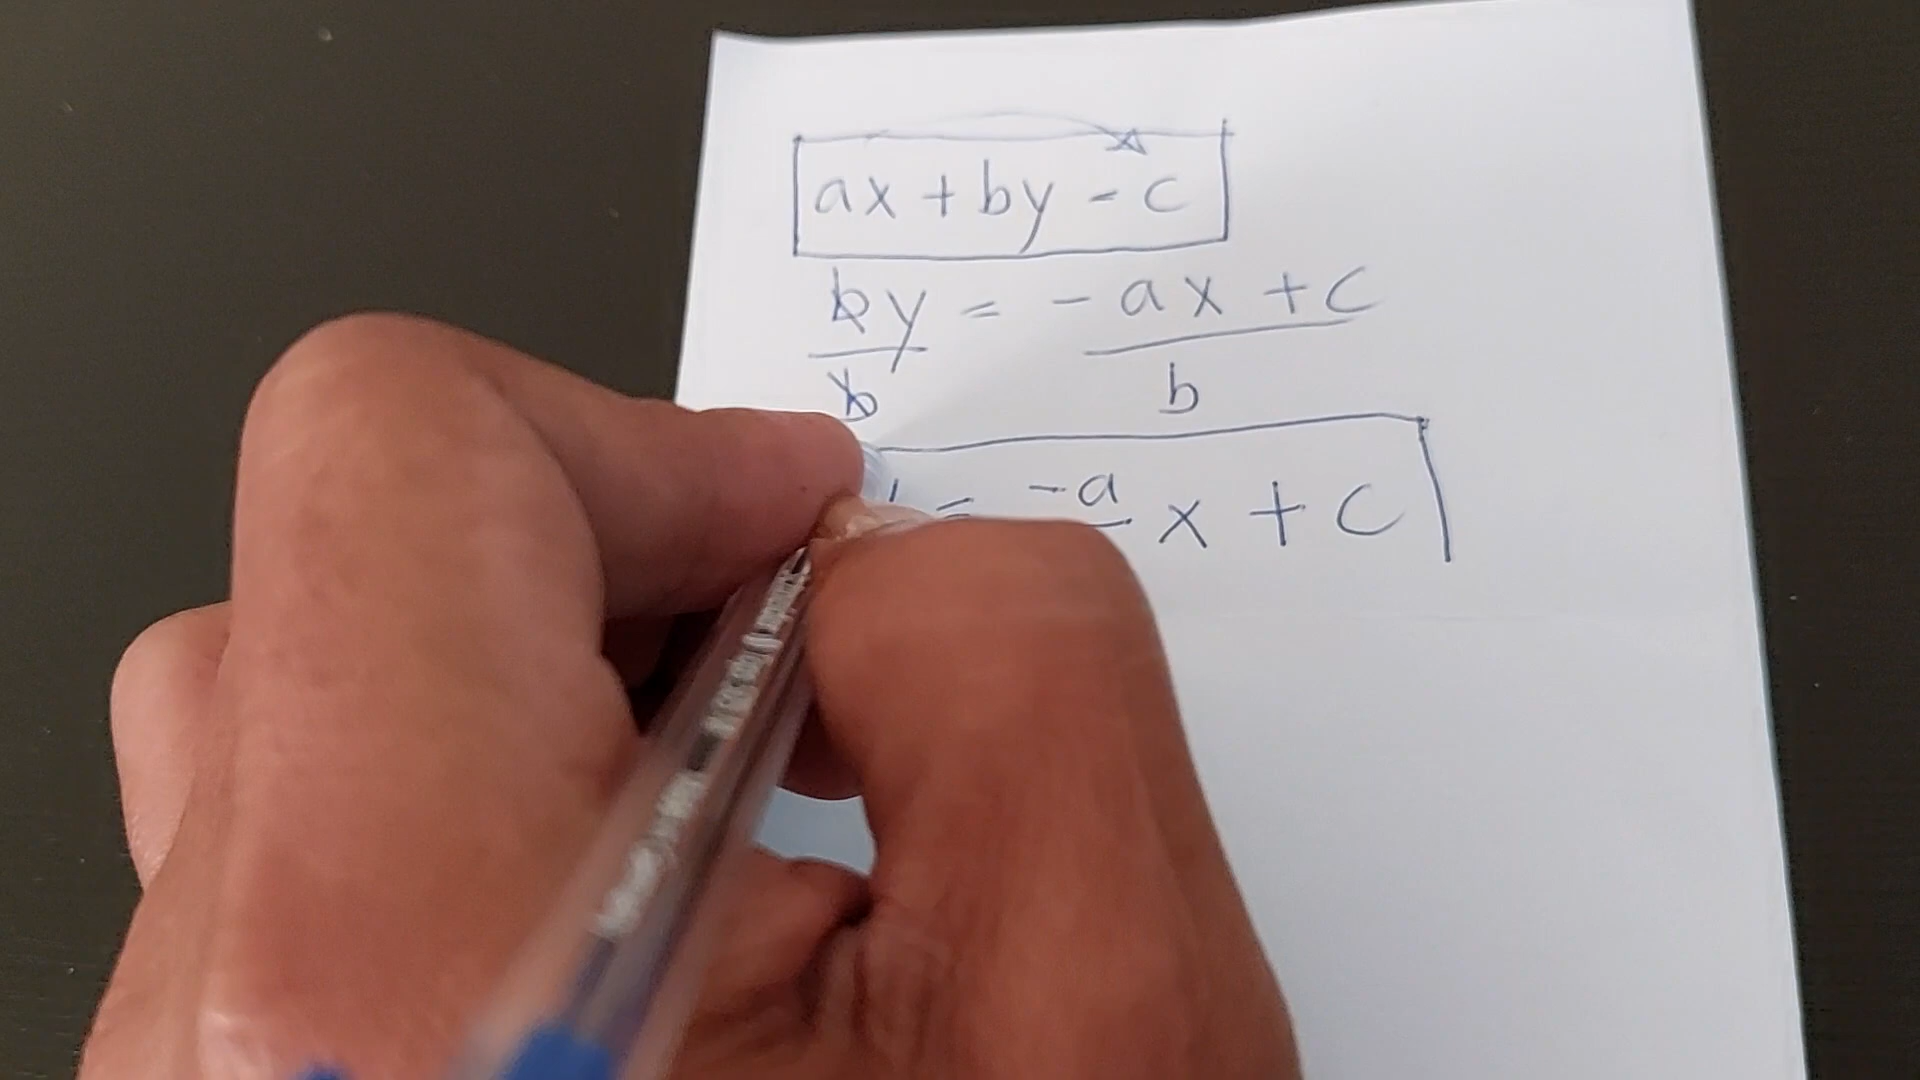 ax + by = c
by = -ax + c
b b
= -a x + c